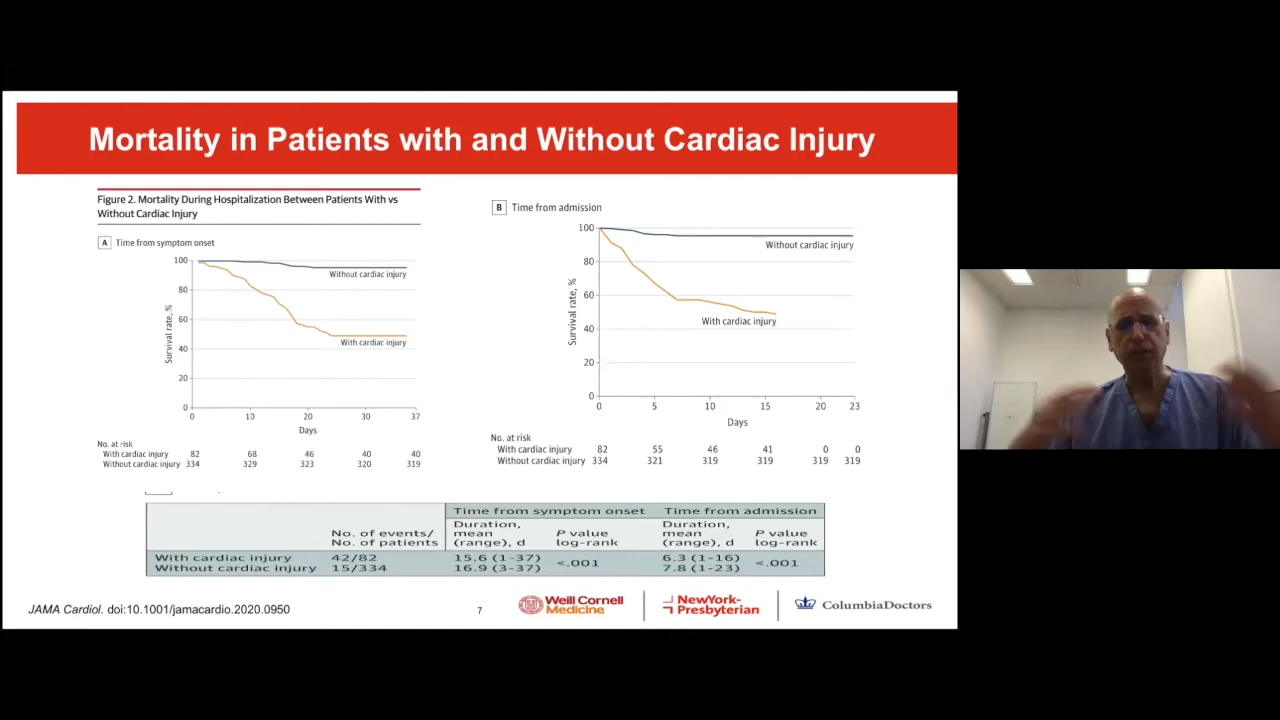 Mortality in Patients with and Without Cardiac Injury
Figure 2. Mortality During Hospitalization Between Patients With vs
Without Cardiac Injury
A Time from symptom onset
100
80
60
40
20
0
Survival rate, %
Without cardiac injury
With cardiac injury
0 10 20 30 37
Days
No. at risk
With cardiac injury 82 68 46 40 40
Without cardiac injury 334 329 323 320 319
B Time from admission
100
80
60
40
20
0
Survival rate, %
Without cardiac injury
With cardiac injury
0 5 10 15 20 23
Days
No. at risk
With cardiac injury 82 55 46 41 0 0
Without cardiac injury 334 321 319 319 319 319
Time from symptom onset Time from admission
No. of events/
No. of patients
Duration,
mean
(range), d
P value
log-rank
Duration,
mean
(range), d
P value
log-rank
With cardiac injury 42/82 15.6 (1-37) <.001 6.3 (1-16) <.001
Without cardiac injury 15/334 16.9 (3-37) 7.8 (1-23)
JAMA Cardiol. doi:10.1001/jamacardio.2020.0950
7
Weill Cornell
Medicine
NewYork-
Presbyterian
ColumbiaDoctors